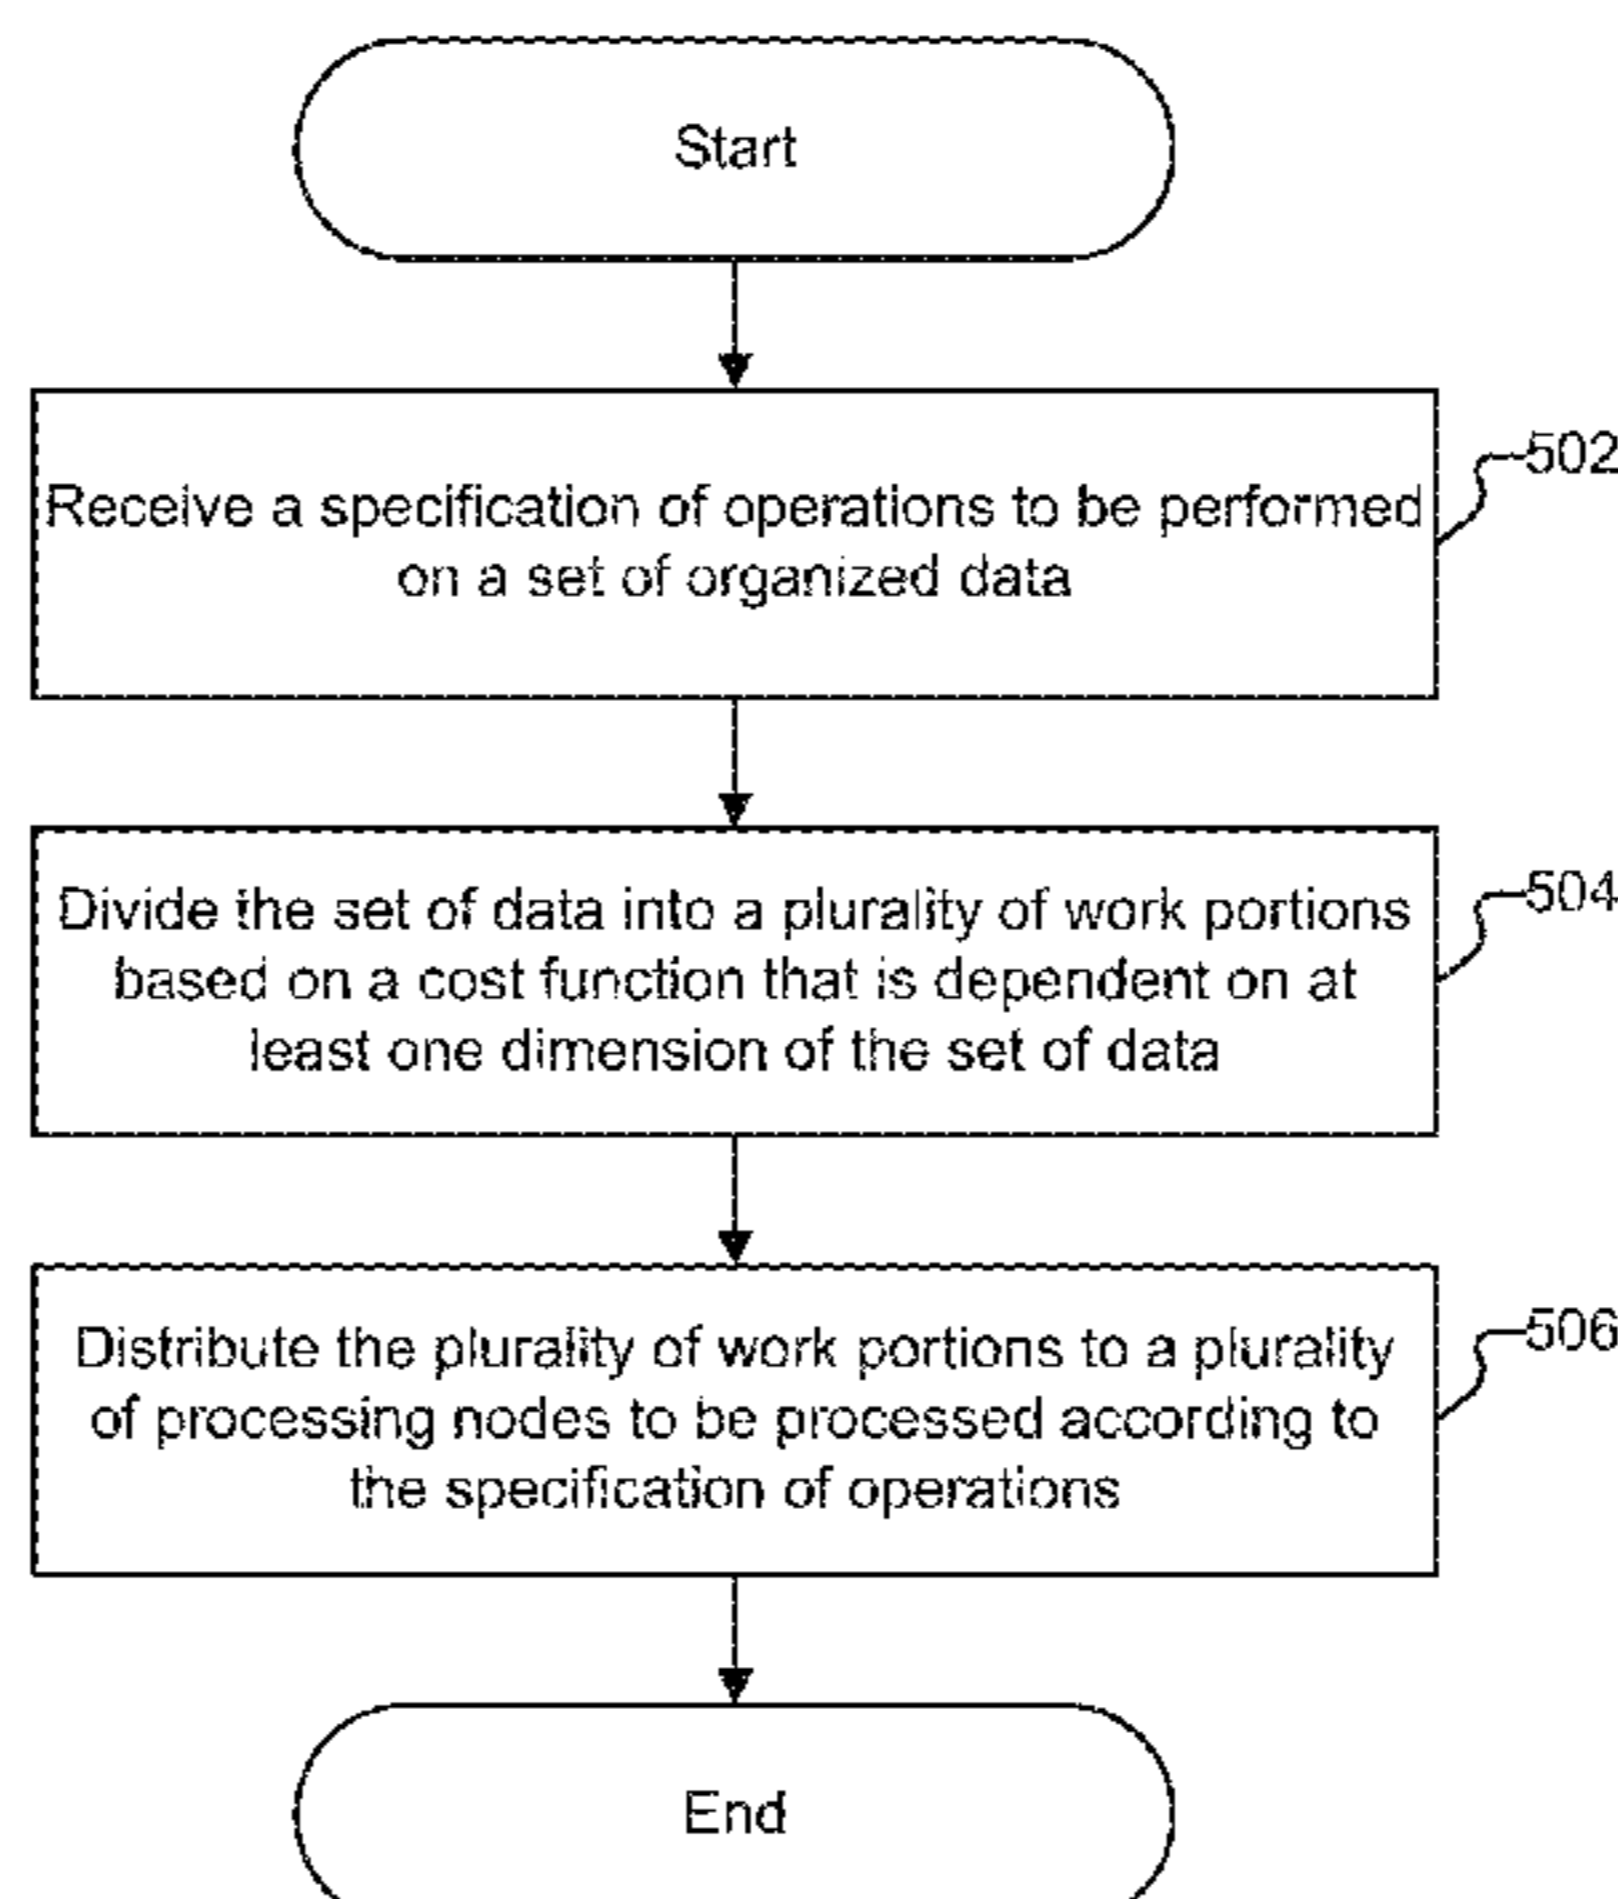 Start
Receive a specification of operations to be performed
on a set of organized data
502
Divide the set of data into a plurality of work portions
based on a cost function that is dependent on at
least one dimension of the set of data
504
Distribute the plurality of work portions to a plurality
of processing nodes to be processed according to
the specification of operations
506
End